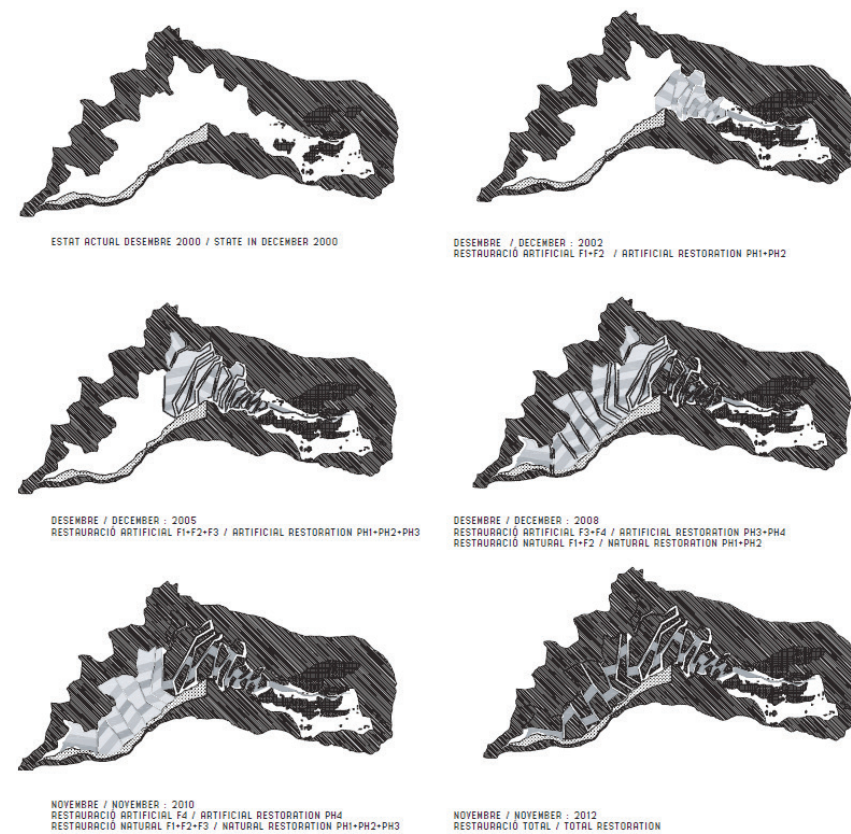 ESTAT ACTUAL DESEMBRE 2000 / STATE IN DECEMBER 2000
DESEMBRE / DECEMBER : 2002
RESTAURACIÓ ARTIFICIAL F1+F2 / ARTIFICIAL RESTORATION PH1+PH2
DESEMBRE / DECEMBER : 2005
RESTAURACIÓ ARTIFICIAL F1+F2+F3 / ARTIFICIAL RESTORATION PH1+PH2+PH3
DESEMBRE / DECEMBER : 2008
RESTAURACIÓ ARTIFICIAL F3+F4 / ARTIFICIAL RESTORATION PH3+PH4
RESTAURACIÓ NATURAL F1+F2 / NATURAL RESTORATION PH1+PH2
NOVEMBRE / NOVEMBER : 2010
RESTAURACIÓ ARTIFICIAL F4 / ARTIFICIAL RESTORATION PH4
RESTAURACIÓ NATURAL F1+F2+F3 / NATURAL RESTORATION PH1+PH2+PH3
NOVEMBRE / NOVEMBER : 2012
RESTAURACIÓ TOTAL / TOTAL RESTORATION